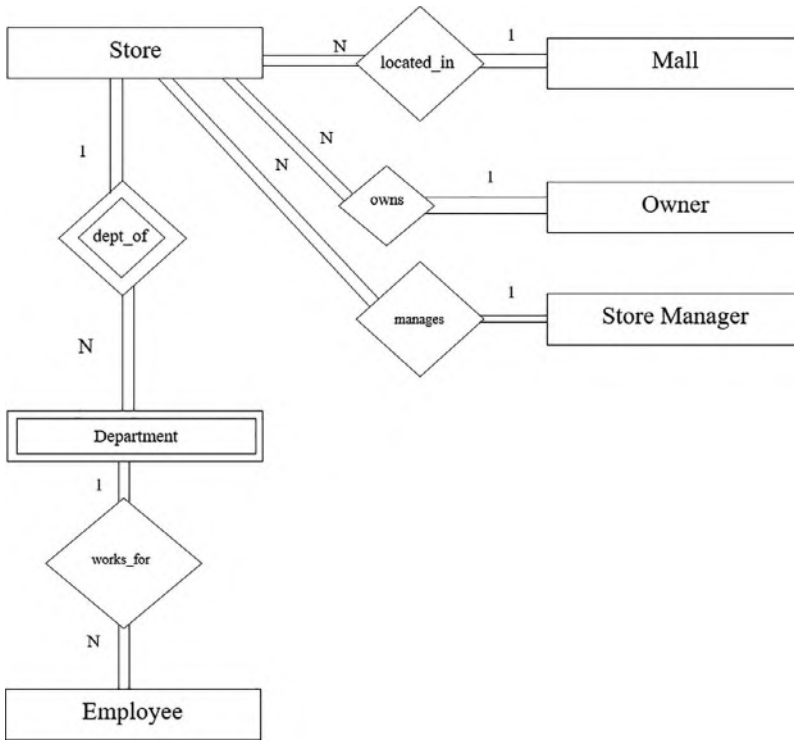 Store
N
located_in
1
Mall
1
N
N
owns
1
Owner
dept_of
manages
1
Store Manager
N
Department
1
works_for
N
Employee